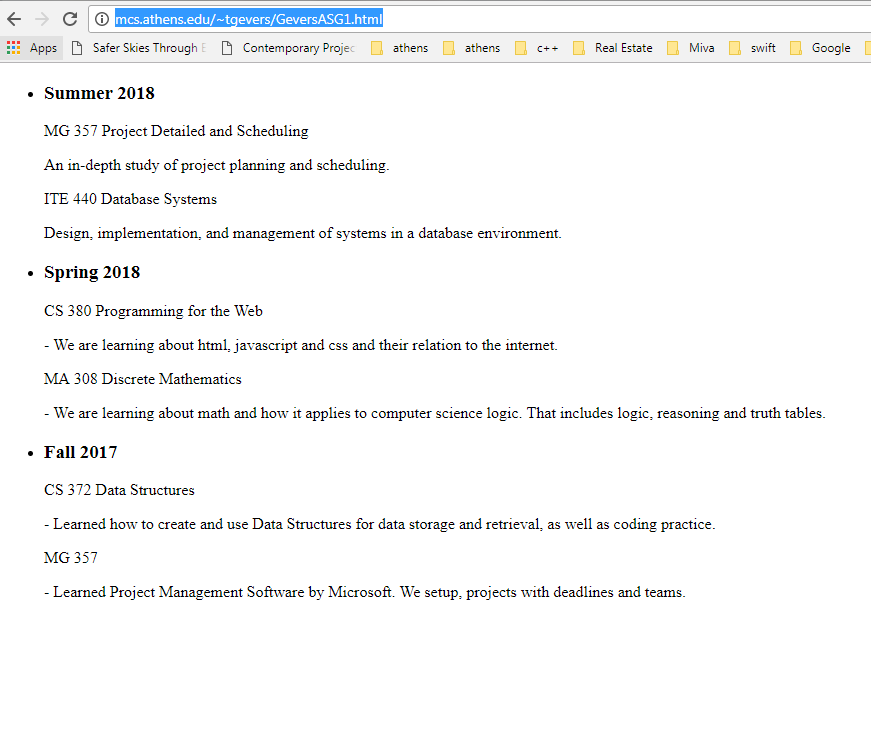 mcs.athens.edu/~tgevers/GeversASG1.html
Apps Safer Skies Through Contemporary Projec athens athens c++ Real Estate Miva swift Google
Summer 2018
MG 357 Project Detailed and Scheduling
An in-depth study of project planning and scheduling.
ITE 440 Database Systems
Design, implementation, and management of systems in a database environment.
Spring 2018
CS 380 Programming for the Web
- We are learning about html, javascript and css and their relation to the internet.
MA 308 Discrete Mathematics
- We are learning about math and how it applies to computer science logic. That includes logic, reasoning and truth tables.
Fall 2017
CS 372 Data Structures
- Learned how to create and use Data Structures for data storage and retrieval, as well as coding practice.
MG 357
- Learned Project Management Software by Microsoft. We setup, projects with deadlines and teams.